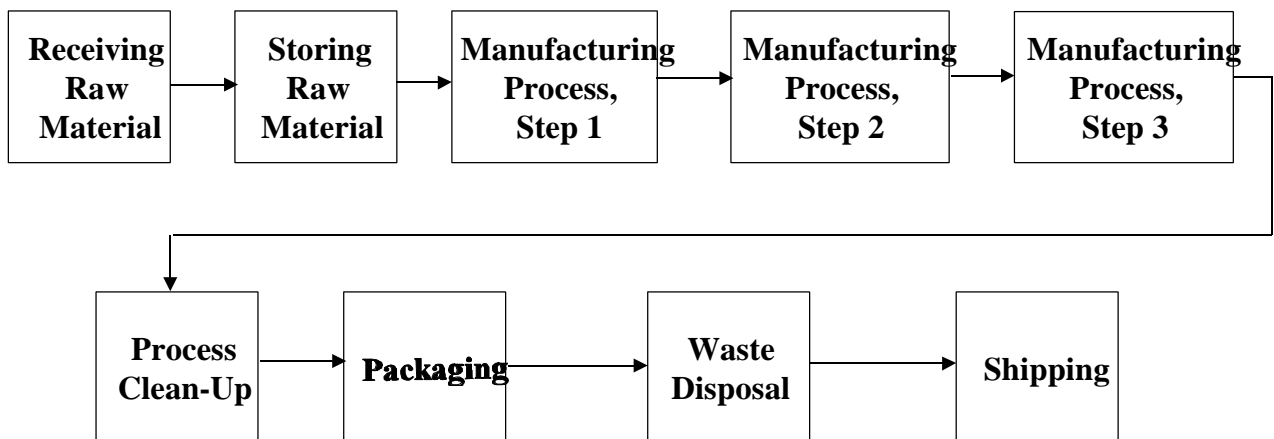 Receiving
Raw
Material
Storing
Raw
Material
Manufacturing
Process,
Step 1
Manufacturing
Process,
Step 2
Manufacturing
Process,
Step 3
Process
Clean-Up
Packaging
Waste
Disposal
Shipping